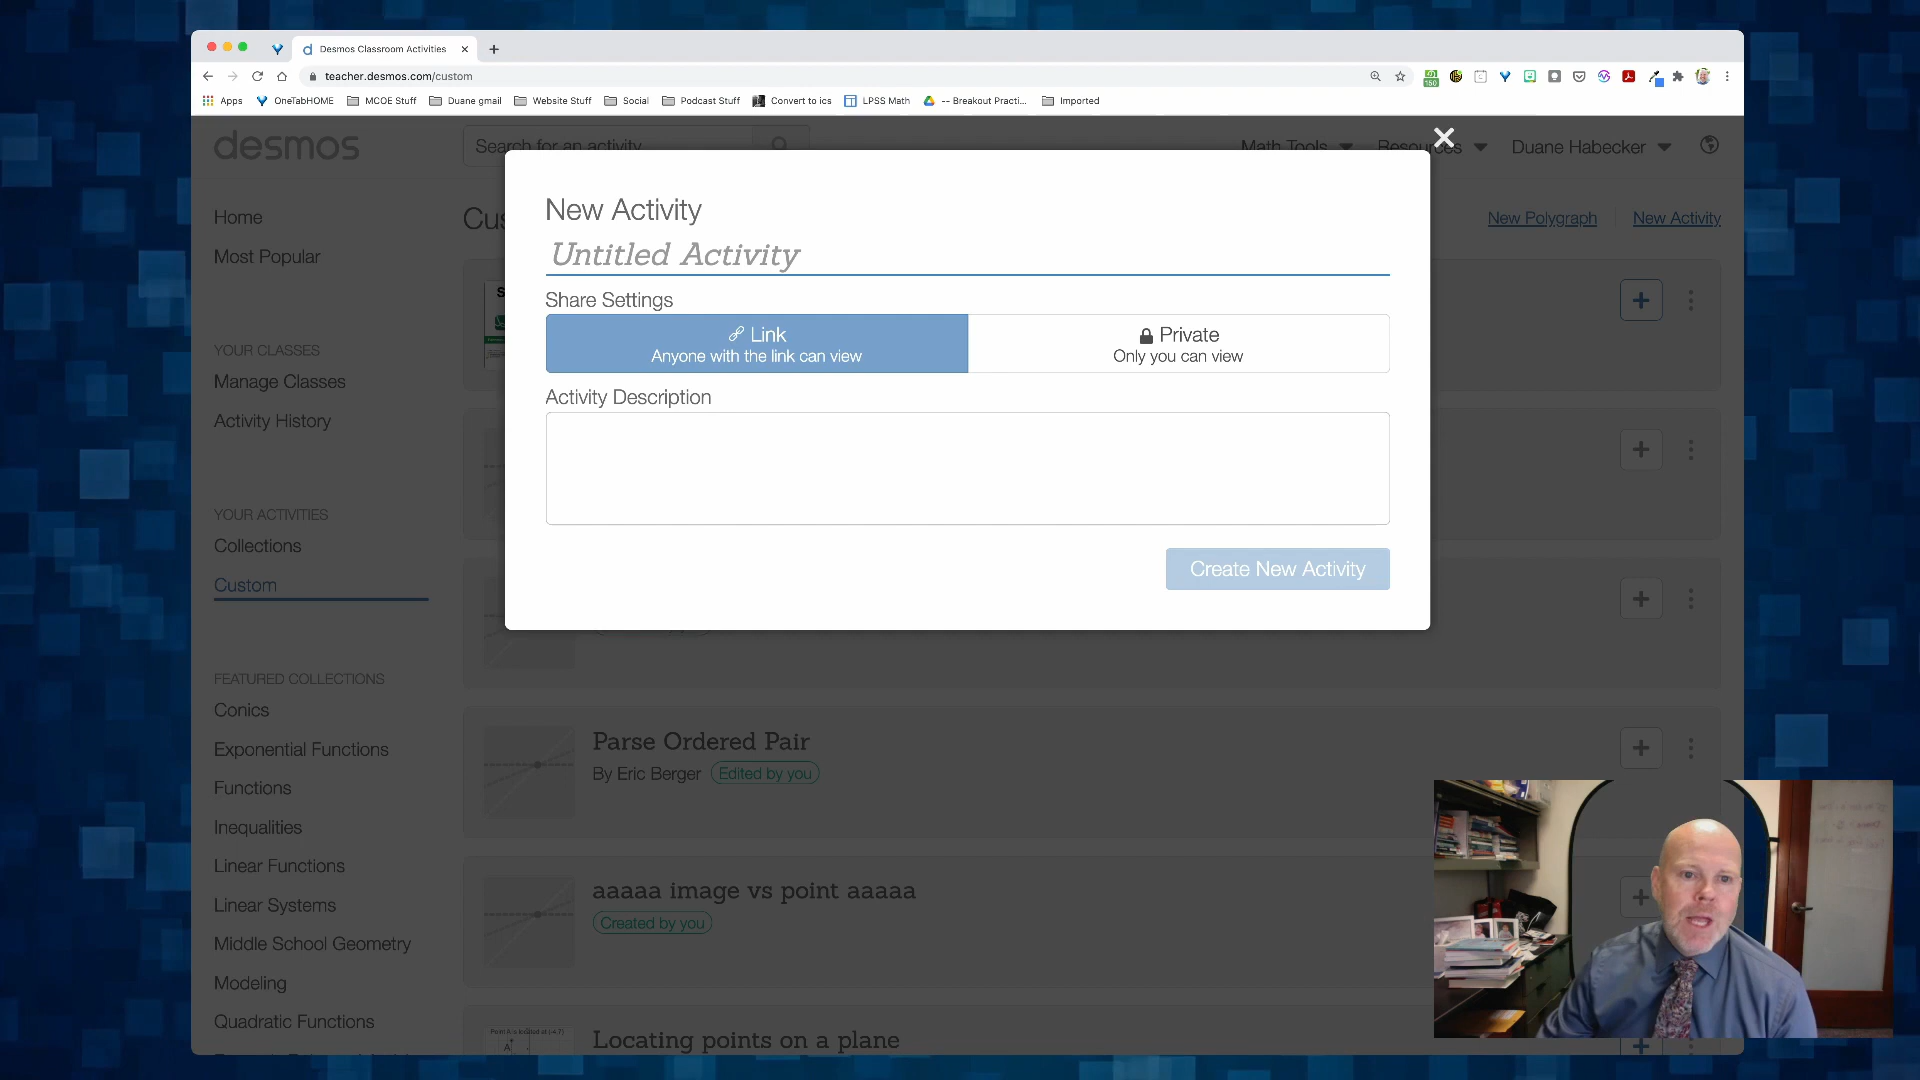 Desmos Classroom Activities
teacher.desmos.com/custom
150
Apps OneTabHOME MCOE Stuff Duane gmail Website Stuff Social Podcast Stuff Convert to ics LPSS Math -- Breakout Practi... Imported
desmos
Search for an activity
Math Tools Resources Duane Habecker
Home
Most Popular
New Polygraph New Activity
New Activity
Untitled Activity
Share Settings
Link
Anyone with the link can view
Private
Only you can view
Activity Description
Create New Activity
YOUR CLASSES
Manage Classes
Activity History
YOUR ACTIVITIES
Collections
Custom
FEATURED COLLECTIONS
Conics
Exponential Functions
Functions
Inequalities
Linear Functions
Linear Systems
Middle School Geometry
Modeling
Quadratic Functions
Parse Ordered Pair
By Eric Berger Edited by you
aaaaa image vs point aaaaa
Created by you
Locating points on a plane